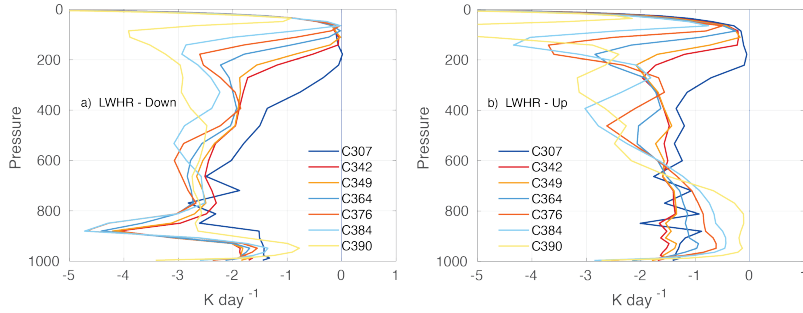 0
200
400
600
800
1000
Pressure
a) LWHR - Down
C307
C342
C349
C364
C376
C384
C390
-5 -4 -3 -2 -1 0 1
K day -1
0
200
400
600
800
1000
Pressure
b) LWHR - Up
C307
C342
C349
C364
C376
C384
C390
-5 -4 -3 -2 -1 0 1
K day -1